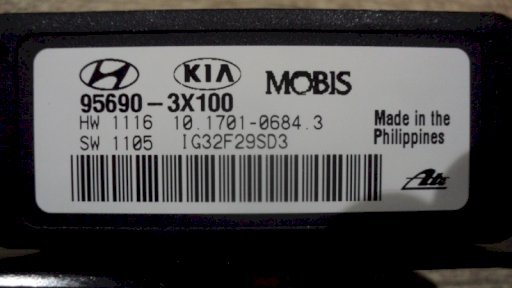 KIA MOBIS
95690-3X100
HW 1116 10.1701-0684.3
SW 1105 IG32F29SD3
Made in the
Philippines
Ate